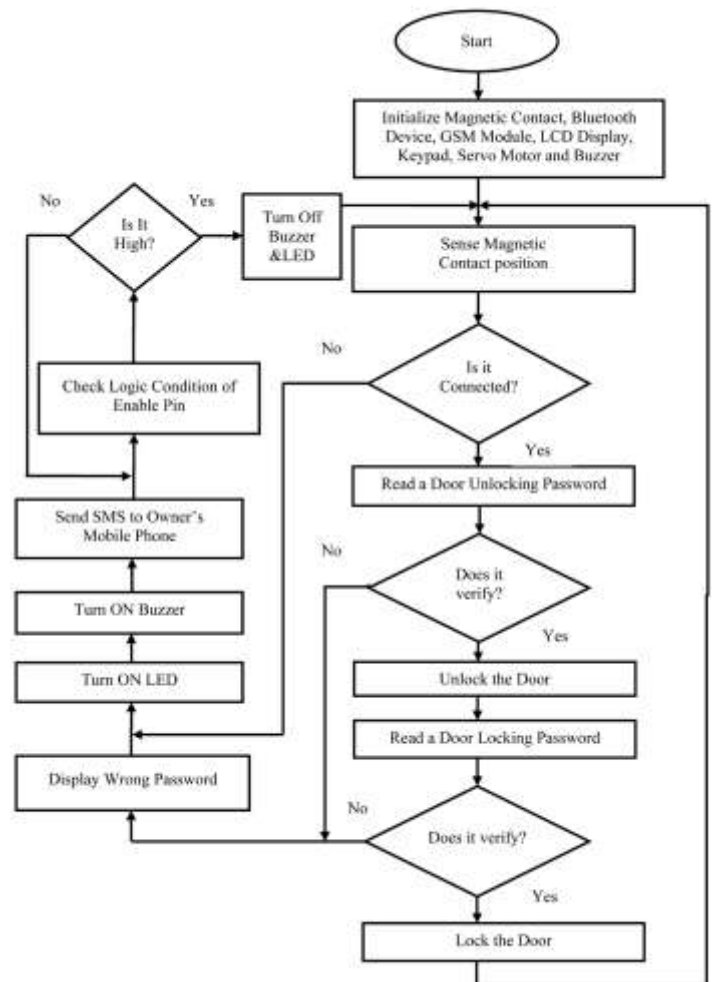 Start
Initialize Magnetic Contact, Bluetooth
Device, GSM Module, LCD Display,
Keypad, Servo Motor and Buzzer
No
Yes
Is It
High?
Turn Off
Buzzer
&LED
Sense Magnetic
Contact position
No
Is it
Connected?
Yes
Check Logic Condition of
Enable Pin
Read a Door Unlocking Password
Send SMS to Owner's
Mobile Phone
No
Does it
verify?
Yes
Turn ON Buzzer
Turn ON LED
Unlock the Door
Read a Door Locking Password
Display Wrong Password
No
Does it verify?
Yes
Lock the Door